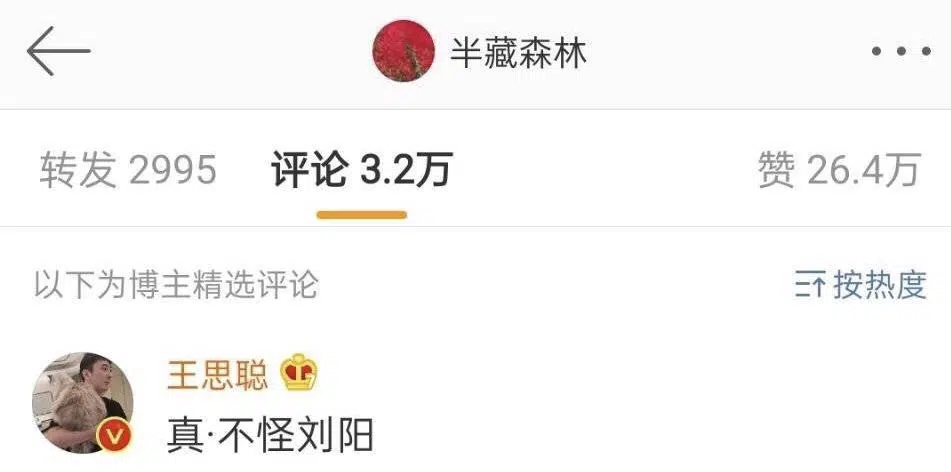 半藏森林
转发 2995 评论 3.2万 赞 26.4万
以下为博主精选评论 按热度
王思聪
真·不怪刘阳